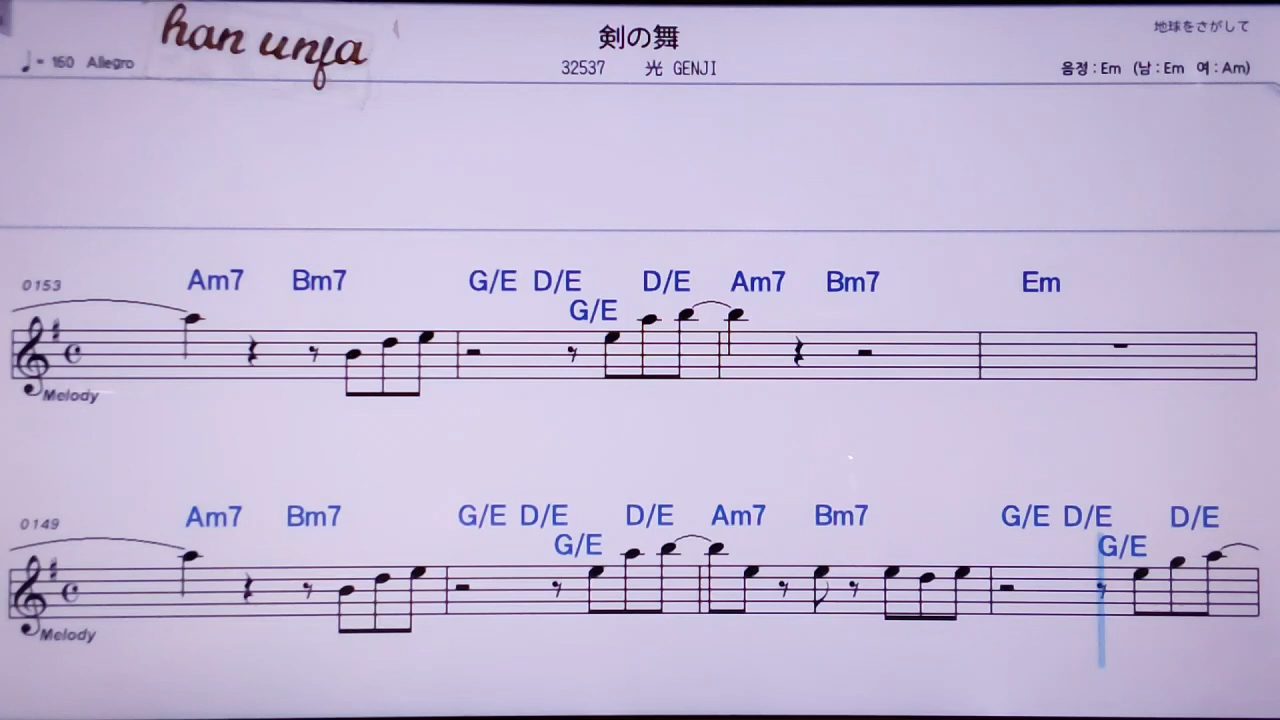 han unfa
剣の舞
地球をさがして
♩= 160 Allegro
32537 光 GENJI
음정 : Em (남 : Em 여 : Am)
0153 Am7 Bm7 G/E D/E G/E D/E Am7 Bm7 Em
Melody
0149 Am7 Bm7 G/E D/E G/E D/E Am7 Bm7 G/E D/E G/E D/E
Melody